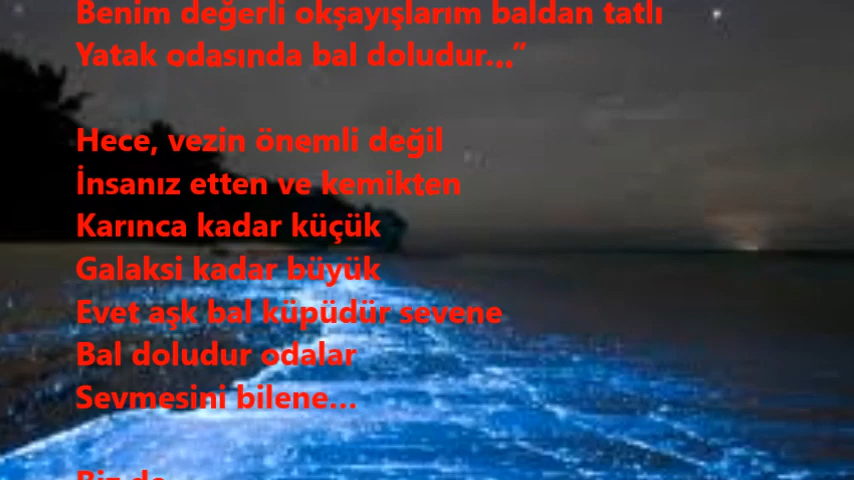 Benim değerli okşayışlarım baldan tatlı
Yatak odasında bal doludur...”
Hece, vezin önemli değil
İnsanız etten ve kemikten
Karınca kadar küçük
Galaksi kadar büyük
Evet aşk bal küpüdür sevene
Bal doludur odalar
Sevmesini bilene...
Biz de